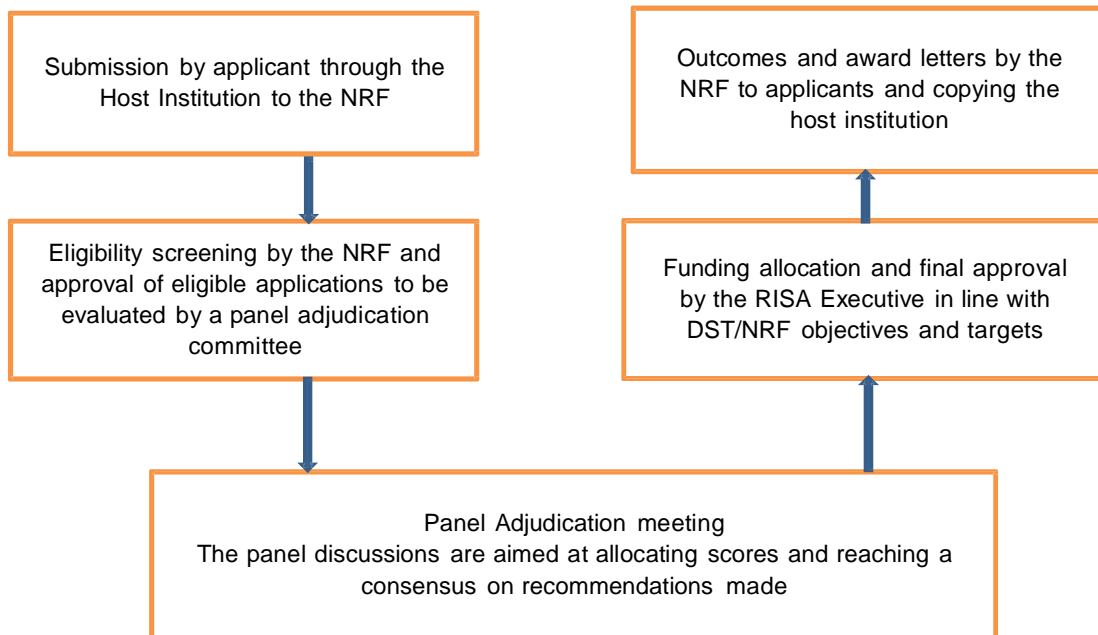 Submission by applicant through the
Host Institution to the NRF
Eligibility screening by the NRF and
approval of eligible applications to be
evaluated by a panel adjudication
committee
Panel Adjudication meeting
The panel discussions are aimed at allocating scores and reaching a
consensus on recommendations made
Funding allocation and final approval
by the RISA Executive in line with
DST/NRF objectives and targets
Outcomes and award letters by the
NRF to applicants and copying the
host institution